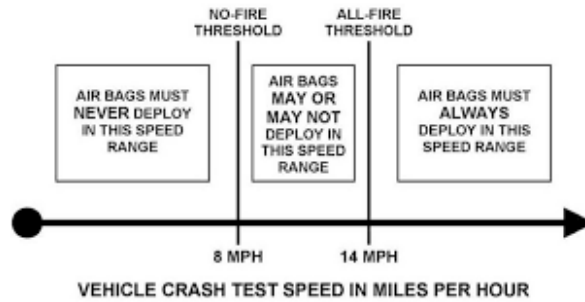 NO-FIRE
THRESHOLD
ALL-FIRE
THRESHOLD
AIR BAGS MUST
NEVER DEPLOY
IN THIS SPEED
RANGE
AIR BAGS
MAY OR
MAY NOT
DEPLOY IN
THIS SPEED
RANGE
AIR BAGS MUST
ALWAYS
DEPLOY IN THIS
SPEED RANGE
8 MPH
14 MPH
VEHICLE CRASH TEST SPEED IN MILES PER HOUR